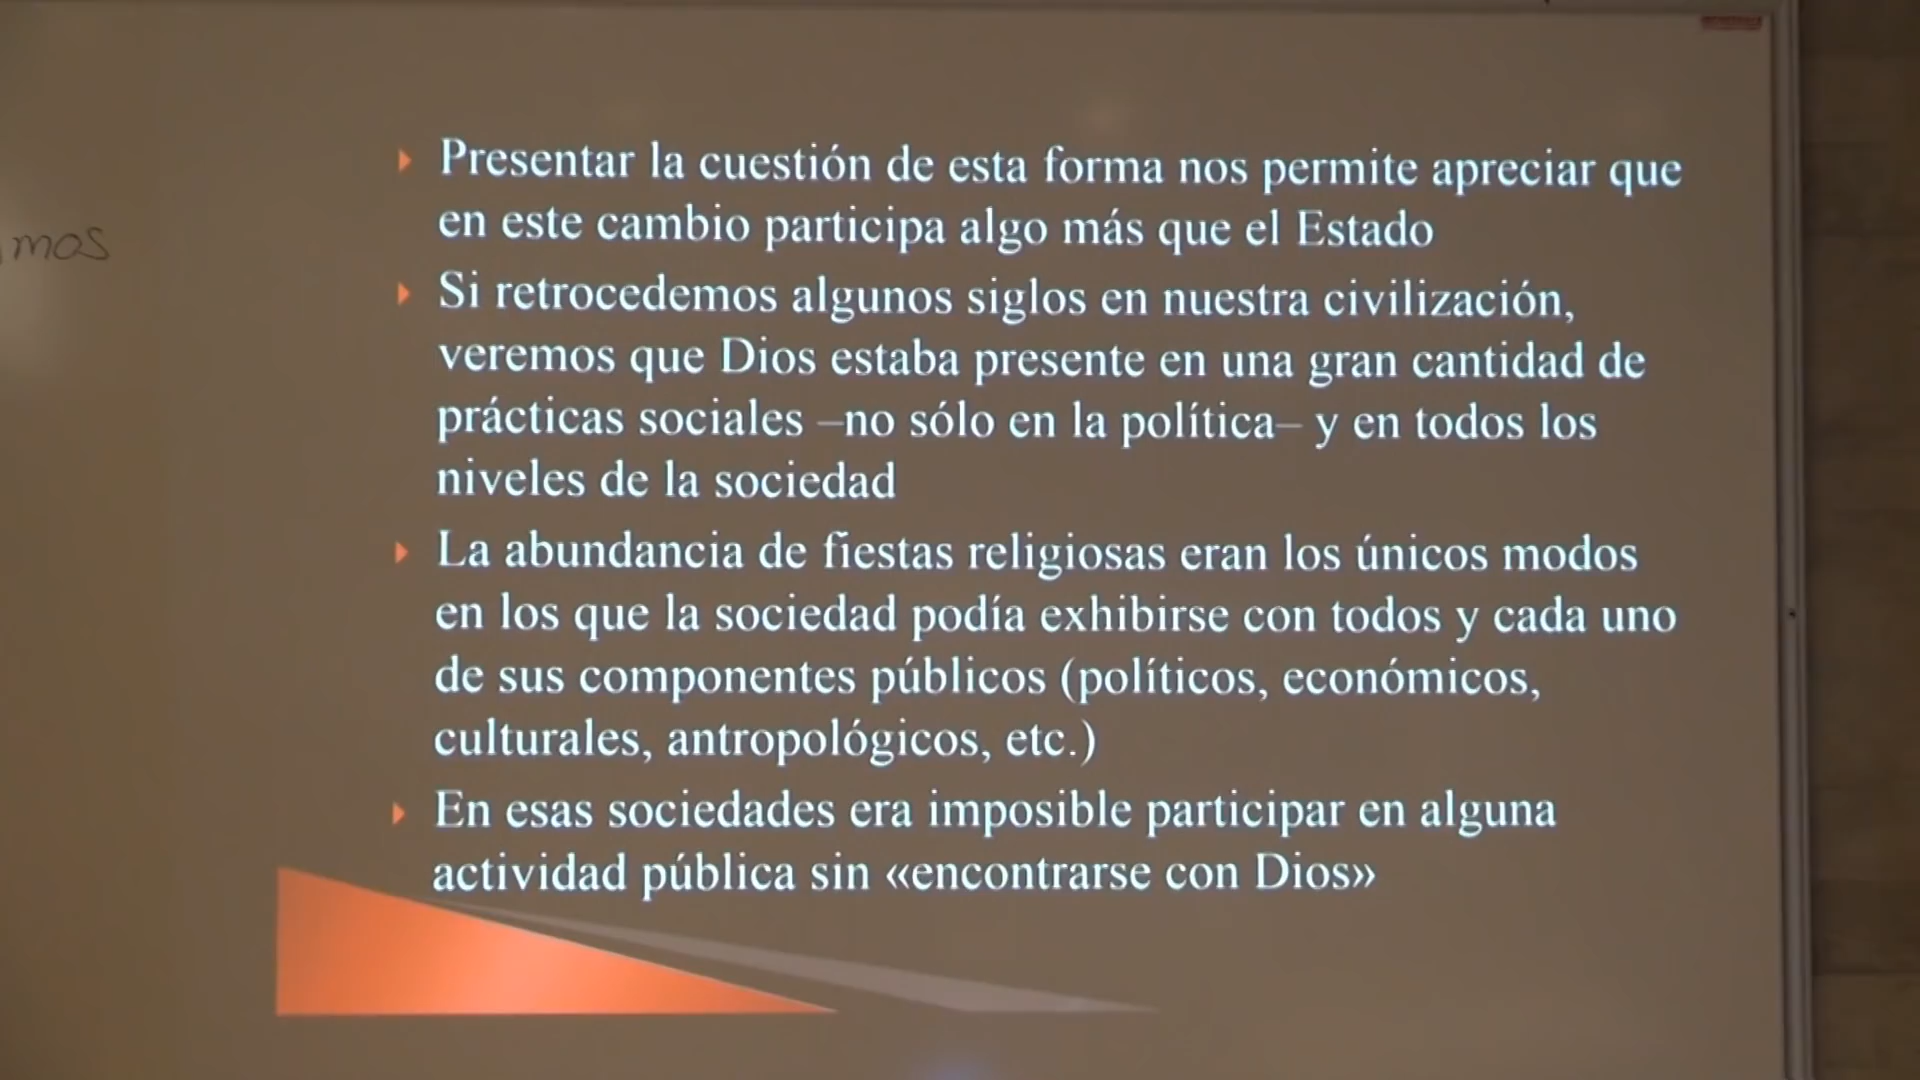 mos
Presentar la cuestión de esta forma nos permite apreciar que
en este cambio participa algo más que el Estado
Si retrocedemos algunos siglos en nuestra civilización,
veremos que Dios estaba presente en una gran cantidad de
prácticas sociales –no sólo en la política– y en todos los
niveles de la sociedad
La abundancia de fiestas religiosas eran los únicos modos
en los que la sociedad podía exhibirse con todos y cada uno
de sus componentes públicos (políticos, económicos,
culturales, antropológicos, etc.)
En esas sociedades era imposible participar en alguna
actividad pública sin «encontrarse con Dios»